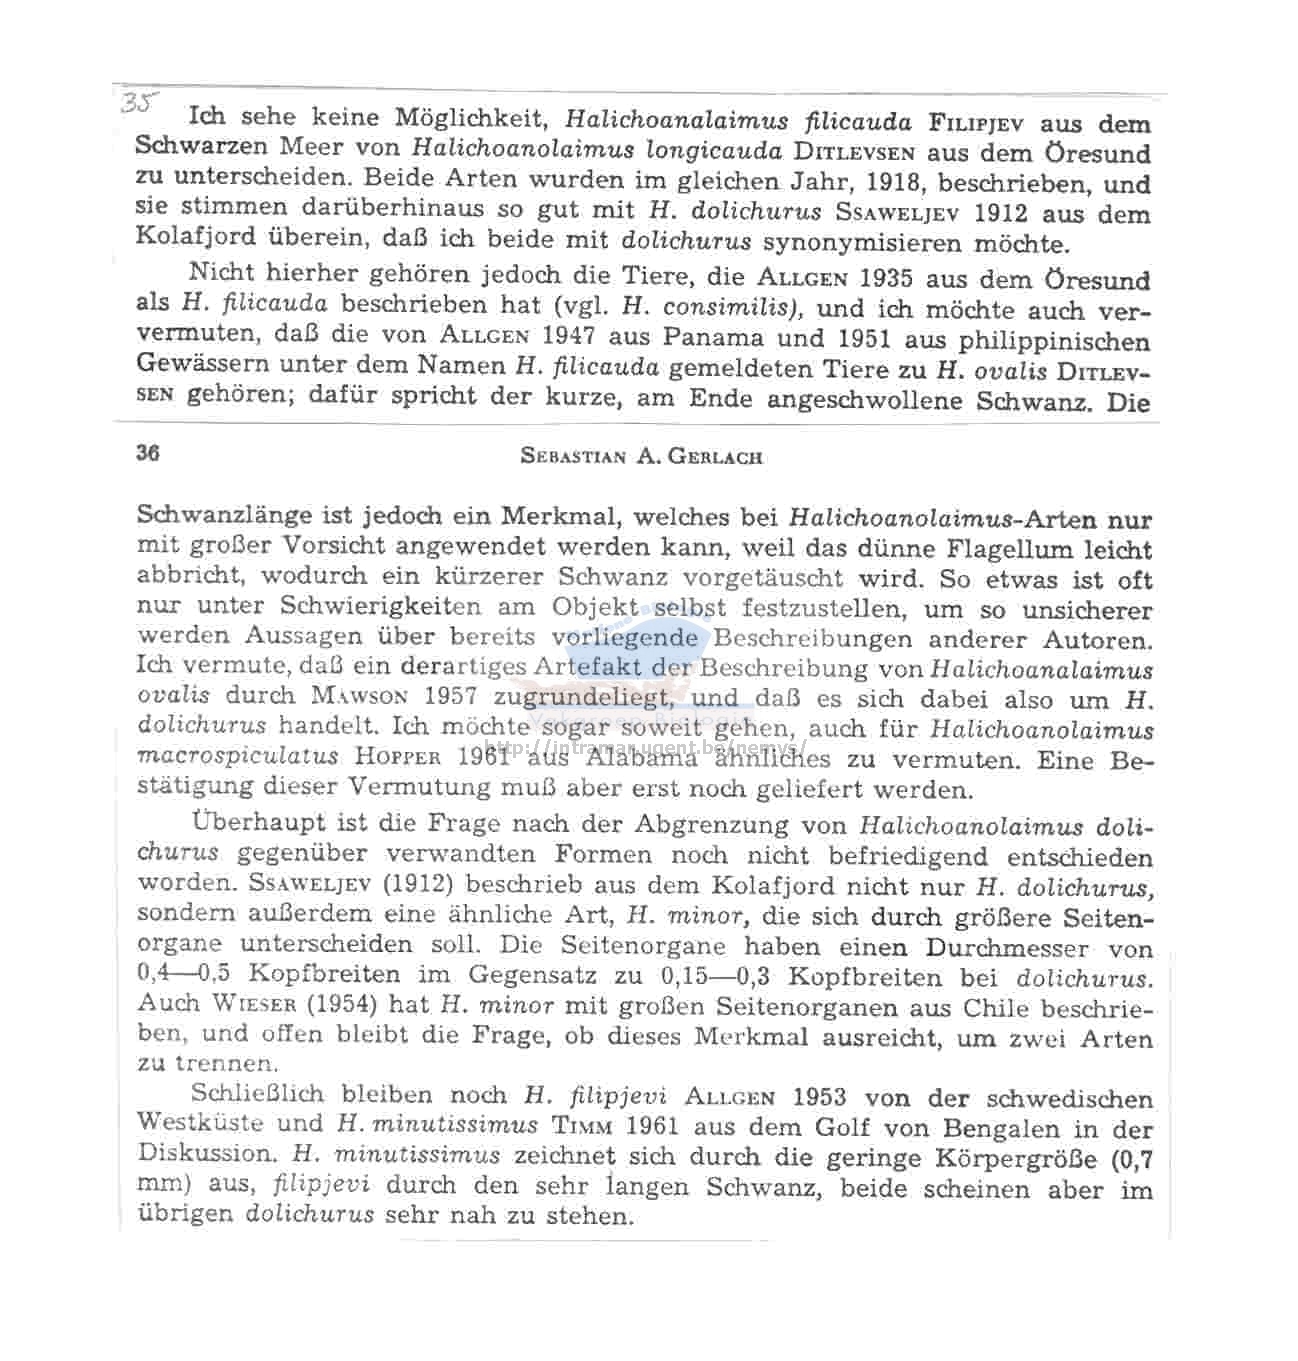 35
Ich sehe keine Möglichkeit, Halichoanalaimus filicauda FILIPJEV aus dem
Schwarzen Meer von Halichoanolaimus longicauda DITLEVSEN aus dem Öresund
zu unterscheiden. Beide Arten wurden im gleichen Jahr, 1918, beschrieben, und
sie stimmen darüberhinaus so gut mit H. dolichurus SSAWELJEV 1912 aus dem
Kolafjord überein, daß ich beide mit dolichurus synonymisieren möchte.
Nicht hierher gehören jedoch die Tiere, die ALLGEN 1935 aus dem Öresund
als H. filicauda beschrieben hat (vgl. H. consimilis), und ich möchte auch ver-
vermuten, daß die von ALLGEN 1947 aus Panama und 1951 aus philippinischen
Gewässern unter dem Namen H. filicauda gemeldeten Tiere zu H. ovalis DITLEV-
SEN gehören; dafür spricht der kurze, am Ende angeschwollene Schwanz. Die
36 SEBASTIAN A. GERLACH
Schwanzlänge ist jedoch ein Merkmal, welches bei Halichoanolaimus-Arten nur
mit großer Vorsicht angewendet werden kann, weil das dünne Flagellum leicht
abbricht, wodurch ein kürzerer Schwanz vorgetäuscht wird. So etwas ist oft
nur unter Schwierigkeiten am Objekt selbst festzustellen, um so unsicherer
werden Aussagen über bereits vorliegende Beschreibungen anderer Autoren.
Ich vermute, daß ein derartiges Artefakt der Beschreibung von Halichoanalaimus
ovalis durch MAWSON 1957 zugrundeliegt, und daß es sich dabei also um H.
dolichurus handelt. Ich möchte sogar soweit gehen, auch für Halichoanolaimus
macrospiculatus HOPPER 1961 aus Alabama ähnliches zu vermuten. Eine Be-
http://intramar.ugent.be/nemys/
stätigung dieser Vermutung muß aber erst noch geliefert werden.
Überhaupt ist die Frage nach der Abgrenzung von Halichoanolaimus doli-
churus gegenüber verwandten Formen noch nicht befriedigend entschieden
worden. SSAWELJEV (1912) beschrieb aus dem Kolafjord nicht nur H. dolichurus,
sondern außerdem eine ähnliche Art, H. minor, die sich durch größere Seiten-
organe unterscheiden soll. Die Seitenorgane haben einen Durchmesser von
0,4—0,5 Kopfbreiten im Gegensatz zu 0,15—0,3 Kopfbreiten bei dolichurus.
Auch WIESER (1954) hat H. minor mit großen Seitenorganen aus Chile beschrie-
ben, und offen bleibt die Frage, ob dieses Merkmal ausreicht, um zwei Arten
zu trennen.
Schließlich bleiben noch H. filipjevi ALLGEN 1953 von der schwedischen
Westküste und H. minutissimus TIMM 1961 aus dem Golf von Bengalen in der
Diskussion. H. minutissimus zeichnet sich durch die geringe Körpergröße (0,7
mm) aus, filipjevi durch den sehr langen Schwanz, beide scheinen aber im
übrigen dolichurus sehr nah zu stehen.